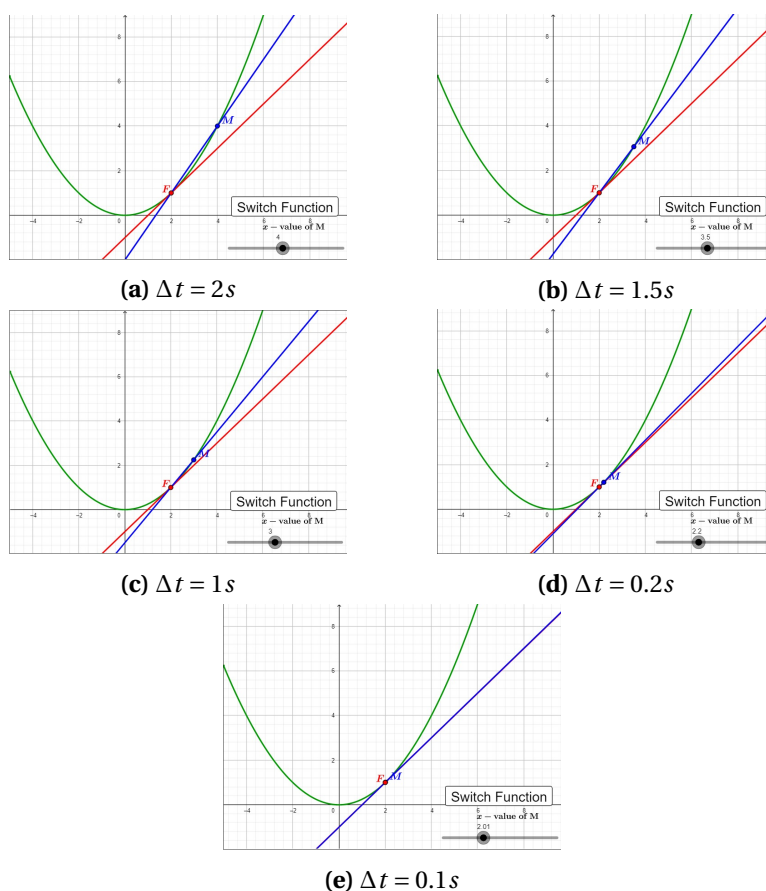 8
6
4
2
−4
−2
0
2
4
6
8
M
F
Switch Function
x − value of M
4
(a) Δt = 2s
8
6
4
2
−4
−2
0
2
4
6
8
M
F
Switch Function
x − value of M
3.5
(b) Δt = 1.5s
8
6
4
2
−4
−2
0
2
4
6
8
M
F
Switch Function
x − value of M
3
(c) Δt = 1s
8
6
4
2
−4
−2
0
2
4
6
8
M
F
Switch Function
x − value of M
2.2
(d) Δt = 0.2s
8
6
4
2
−4
−2
0
2
4
6
8
F M
Switch Function
x − value of M
2.01
(e) Δt = 0.1s